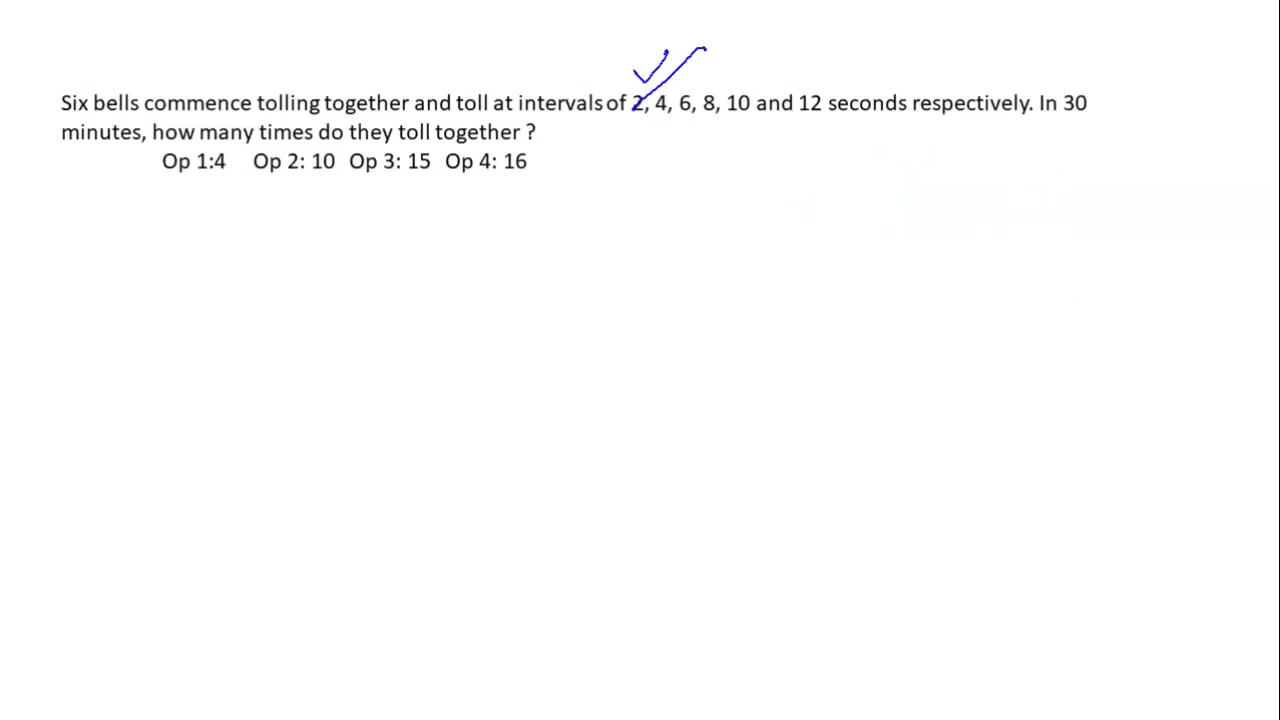 Six bells commence tolling together and toll at intervals of 2, 4, 6, 8, 10 and 12 seconds respectively. In 30
minutes, how many times do they toll together ?
Op 1:4 Op 2: 10 Op 3: 15 Op 4: 16